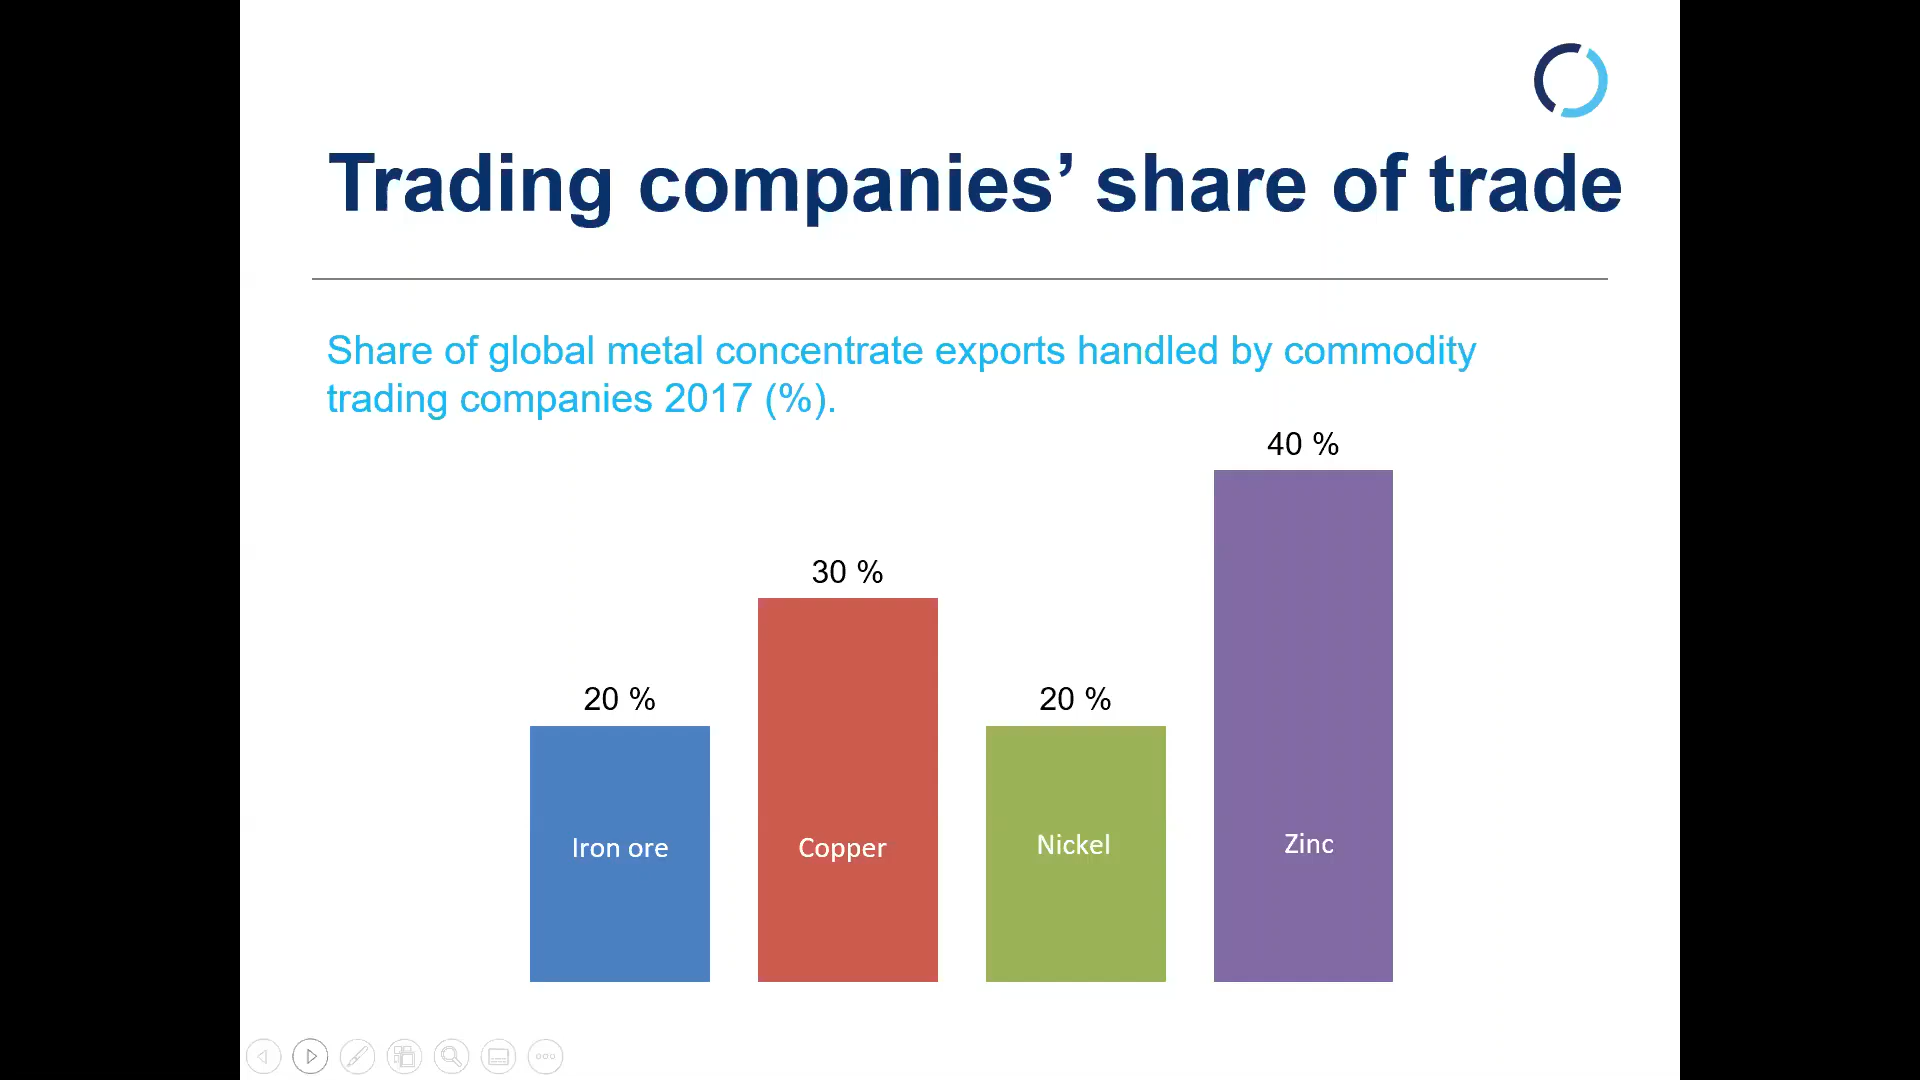 Trading companies’ share of trade
Share of global metal concentrate exports handled by commodity
trading companies 2017 (%).
40 %
30 %
20 %
20 %
Iron ore
Copper
Nickel
Zinc